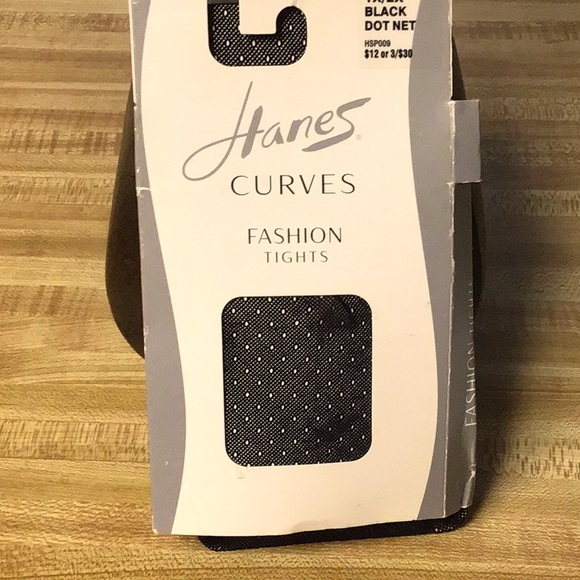 BLACK
DOT NET
HSP009
$12 or 3/$30
Hanes®
CURVES
FASHION
TIGHTS
FASHION TIGHTS